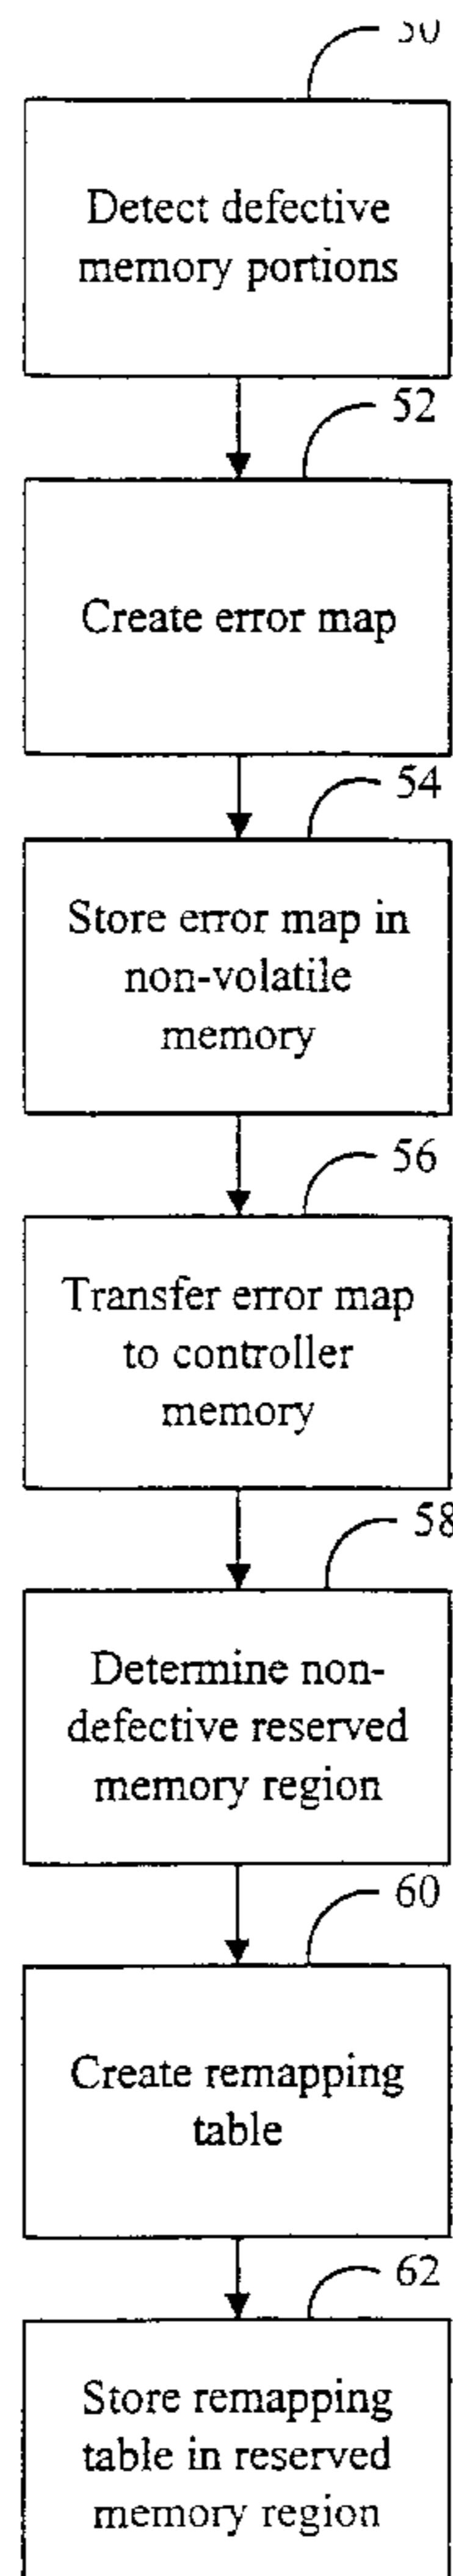 50
Detect defective
memory portions
52
Create error map
54
Store error map in
non-volatile
memory
56
Transfer error map
to controller
memory
58
Determine non-
defective reserved
memory region
60
Create remapping
table
62
Store remapping
table in reserved
memory region